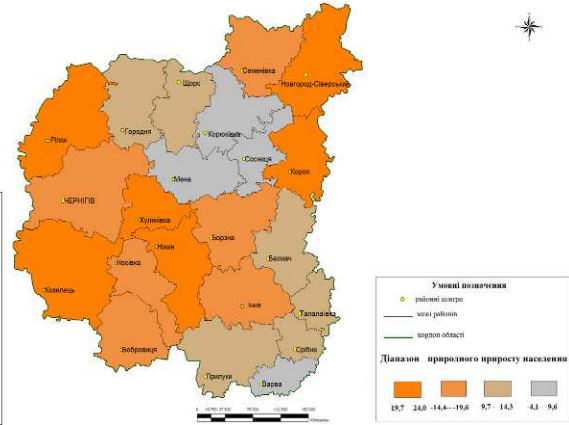 Семенівка
Новгород-Сіверський
Щорс
Городня
Корюківка
Ріпки
Сосниця
Мена
Короп
ЧЕРНІГІВ
Куликівка
Борзна
Ніжин
Носівка
Бахмач
Козелець
Ічня
Талалаївка
Бобровиця
Срібне
Прилуки
Варва
Умовні позначення
районні центри
межі районів
кордон області
Діапазон природного приросту населення
19,7 24,0 -14,4-- -19,6 9,7-- 14,3 4,1-- 9,6